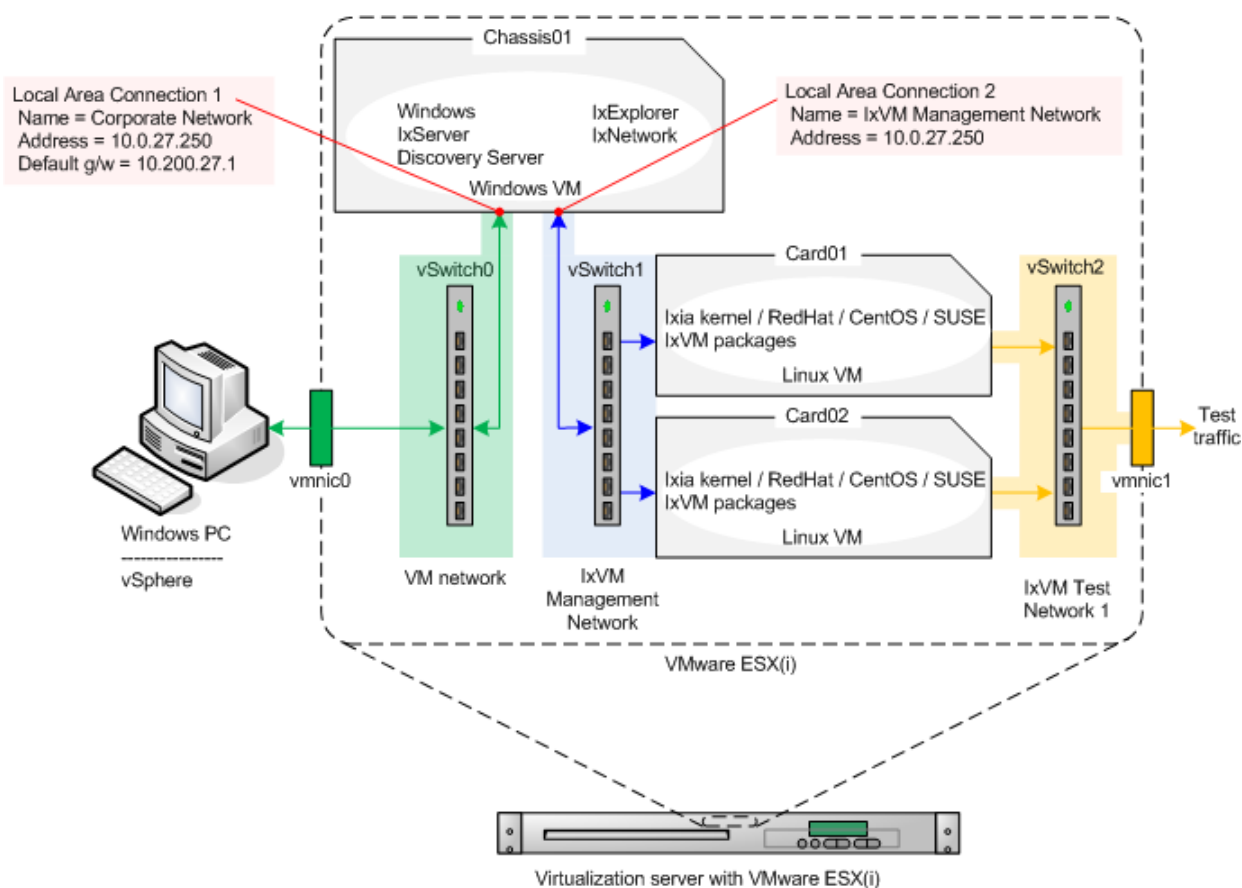 Chassis01
Local Area Connection 1
Name = Corporate Network
Address = 10.0.27.250
Default g/w = 10.200.27.1
Windows
IxServer
Discovery Server
IxExplorer
IxNetwork
Windows VM
Local Area Connection 2
Name = IxVM Management Network
Address = 10.0.27.250
vSwitch0
vSwitch1
Card01
Ixia kernel / RedHat / CentOS / SUSE
IxVM packages
Linux VM
vSwitch2
Card02
Ixia kernel / RedHat / CentOS / SUSE
IxVM packages
Linux VM
vmnic0
vmnic1
Test
traffic
Windows PC
----------------
vSphere
VM network
IxVM
Management
Network
IxVM Test
Network 1
VMware ESX(i)
Virtualization server with VMware ESX(i)